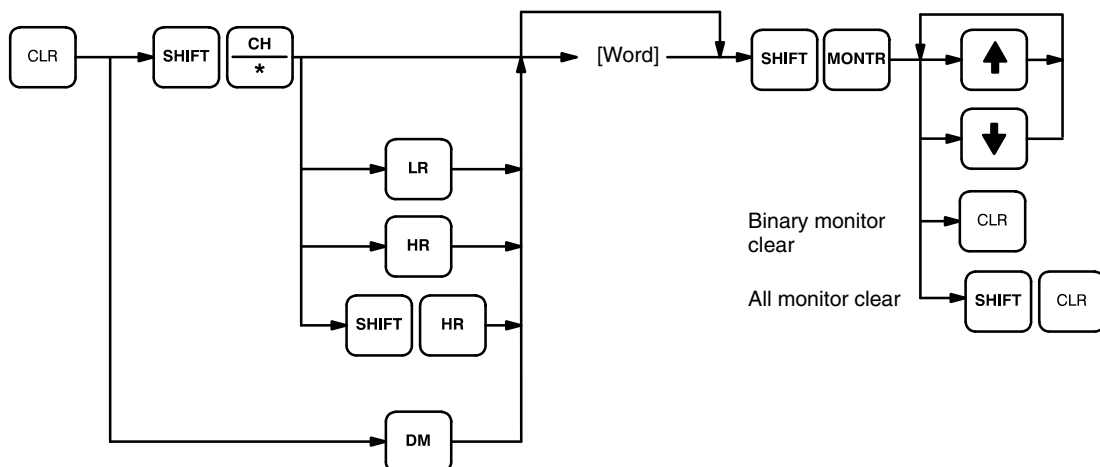 CLR
SHIFT
CH
*
[Word]
SHIFT
MONTR
LR
HR
Binary monitor
clear
CLR
All monitor clear
SHIFT
CLR
SHIFT
HR
DM